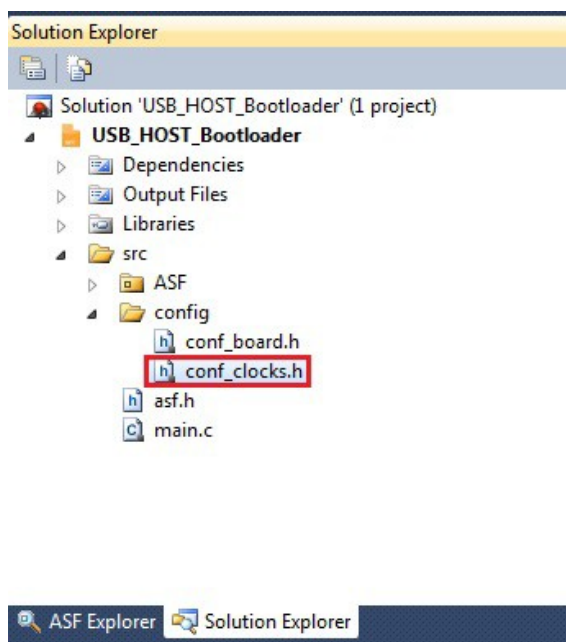 Solution Explorer
Solution 'USB_HOST_Bootloader' (1 project)
USB_HOST_Bootloader
Dependencies
Output Files
Libraries
src
ASF
config
conf_board.h
conf_clocks.h
asf.h
main.c
ASF Explorer Solution Explorer